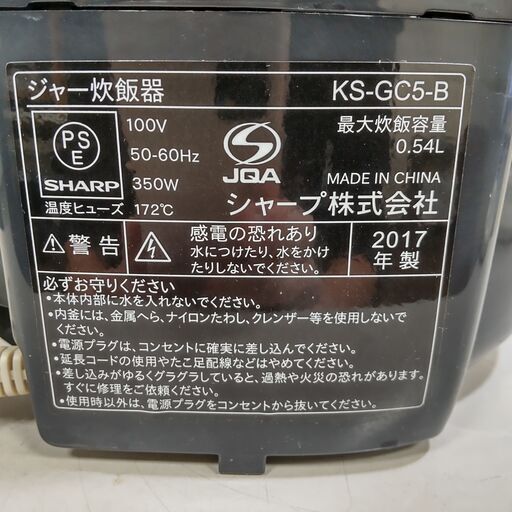 ジャー炊飯器 KS-GC5-B
PS
E
SHARP
100V
50-60Hz
350W
温度ヒューズ 172℃
JQA
最大炊飯容量
0.54L
MADE IN CHINA
シャープ株式会社
警告
感電の恐れあり
水につけたり、水をかけ
たりしないでください
2017
年製
必ずお守りください
•本体内部に水を入れないでください。
•内釜には、金属へら、ナイロンたわし、クレンザー等を使用しない
でください。
•電源プラグは、コンセントに確実に差し込んでください。
•延長コードの使用やたこ足配線などはやめてください。
•差し込みがゆるくグラグラしていると、過熱や火災の恐れがあります。
すぐに修理をご依頼ください。
•使用時以外は、電源プラグをコンセントから抜いてください。